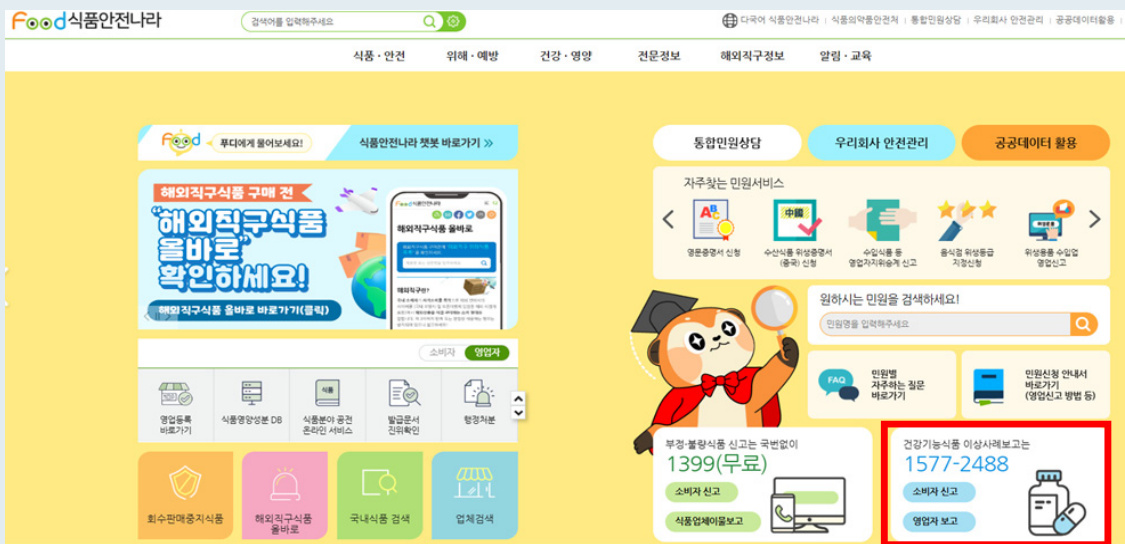 Food 식품안전나라
검색어를 입력해주세요
다국어 식품안전나라 | 식품의약품안전처 | 통합민원상담 | 우리회사 안전관리 | 공공데이터활용 |
식품·안전 위해·예방 건강·영양 전문정보 해외직구정보 알림·교육
Food 푸디에게 물어보세요! 식품안전나라 챗봇 바로가기 »
해외직구식품 구매 전
"해외직구식품
올바로"
확인하세요!
해외직구식품 올바로 바로가기(클릭)
식품안전나라
해외직구식품 올바로
해외직구란?
소비자 영업자
영업등록
바로가기
식품영양성분 DB
식품
식품분야 공전
온라인 서비스
발급문서
진위확인
행정처분
회수판매중지식품
해외직구식품
올바로
국내식품 검색
업체검색
통합민원상담 우리회사 안전관리 공공데이터 활용
자주찾는 민원서비스
영문증명서 신청
中國
수산식품 위생증명서
(중국) 신청
수입식품 등
영업자지위승계 신고
음식점 위생등급
지정신청
위생용품 수입업
영업신고
원하시는 민원을 검색하세요!
민원명을 입력해주세요
FAQ
민원별
자주하는 질문
바로가기
민원신청 안내서
바로가기
(영업신고 방법 등)
부정·불량식품 신고는 국번없이
1399(무료)
소비자 신고
식품업체이물보고
건강기능식품 이상사례보고는
1577-2488
소비자 신고
영업자 보고